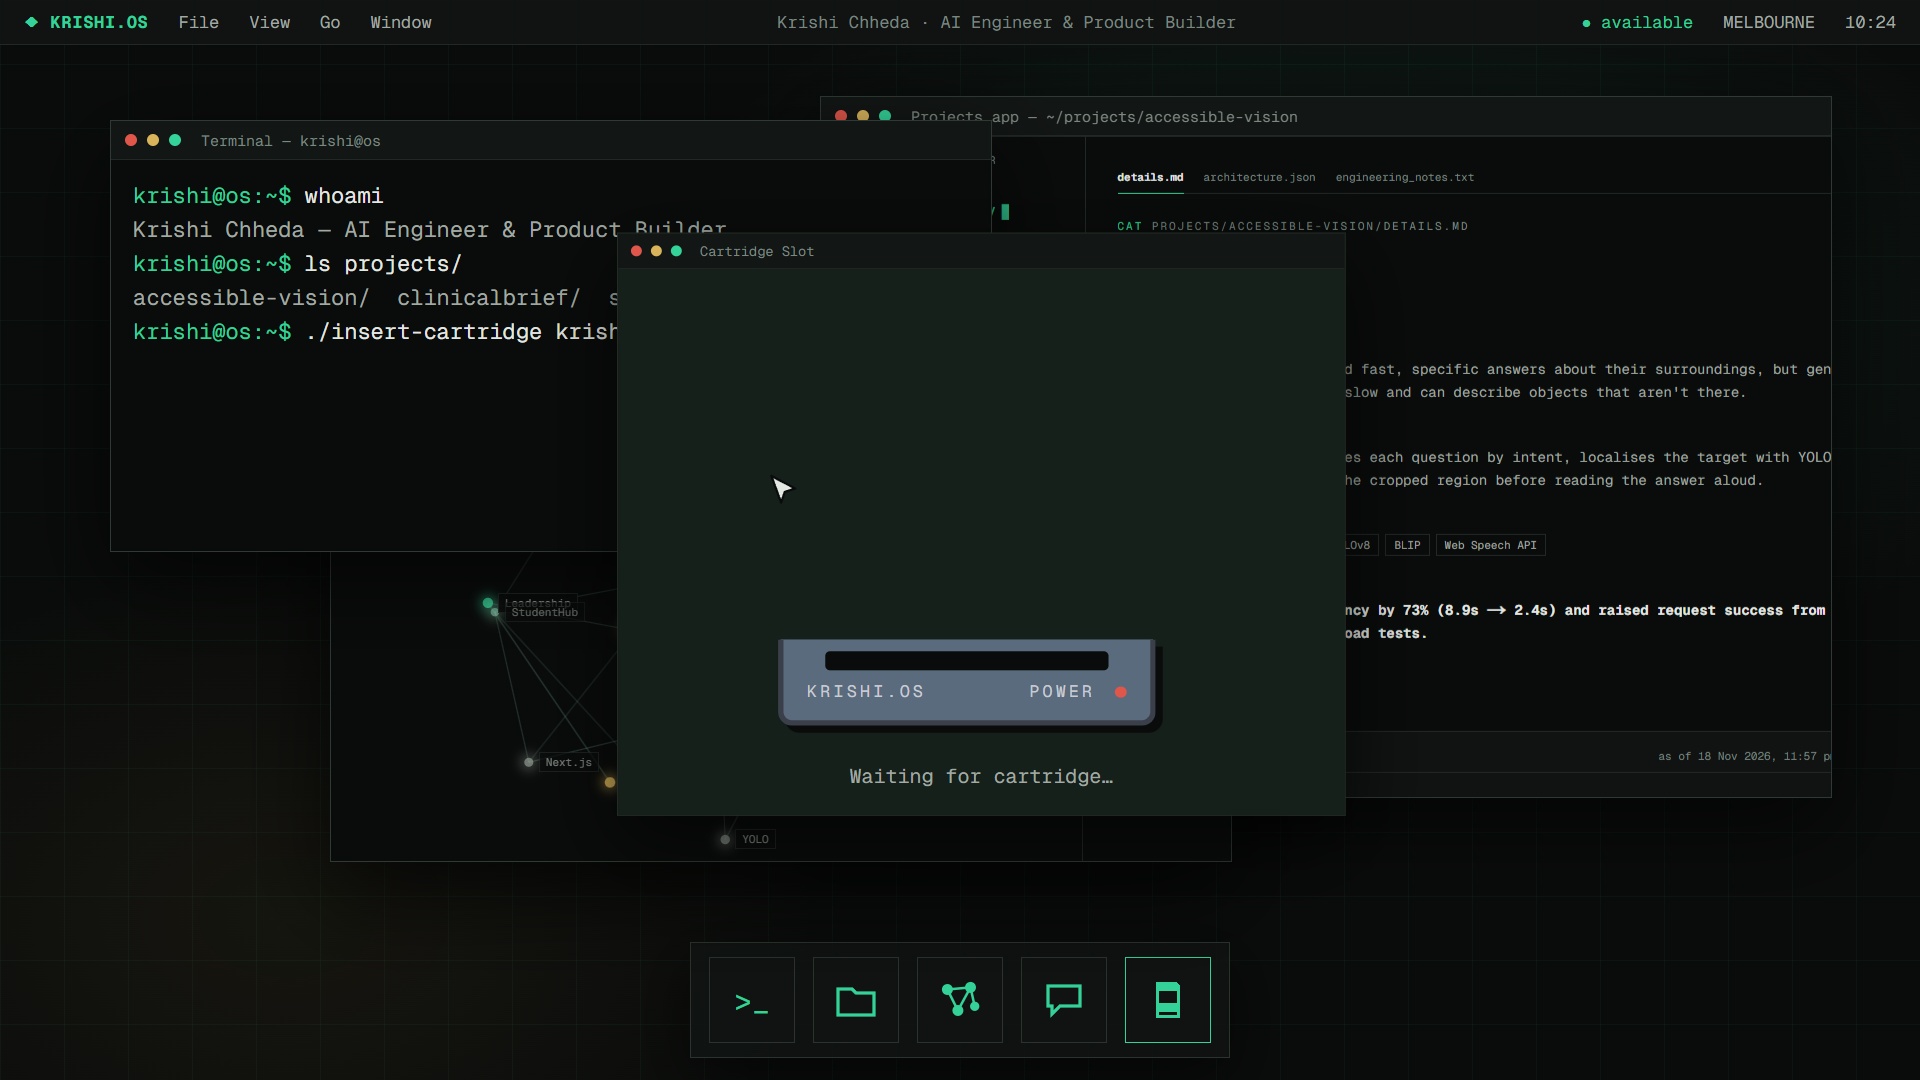 KRISHI.OS File View Go Window
Krishi Chheda · AI Engineer & Product Builder
available MELBOURNE 10:24
Terminal — krishi@os
krishi@os:~$ whoami
Krishi Chheda — AI Engineer & Product Builder
krishi@os:~$ ls projects/
accessible-vision/ clinicalbrief/ s
krishi@os:~$ ./insert-cartridge krish
Projects.app — ~/projects/accessible-vision
details.md architecture.json engineering_notes.txt
CAT PROJECTS/ACCESSIBLE-VISION/DETAILS.MD
d fast, specific answers about their surroundings, but gen
slow and can describe objects that aren't there.
es each question by intent, localises the target with YOLO
he cropped region before reading the answer aloud.
LOv8 BLIP Web Speech API
ncy by 73% (8.9s → 2.4s) and raised request success from
oad tests.
as of 18 Nov 2026, 11:57 p
Cartridge Slot
KRISHI.OS POWER
Waiting for cartridge…
Leadership
StudentHub
Next.js
YOLO
>_